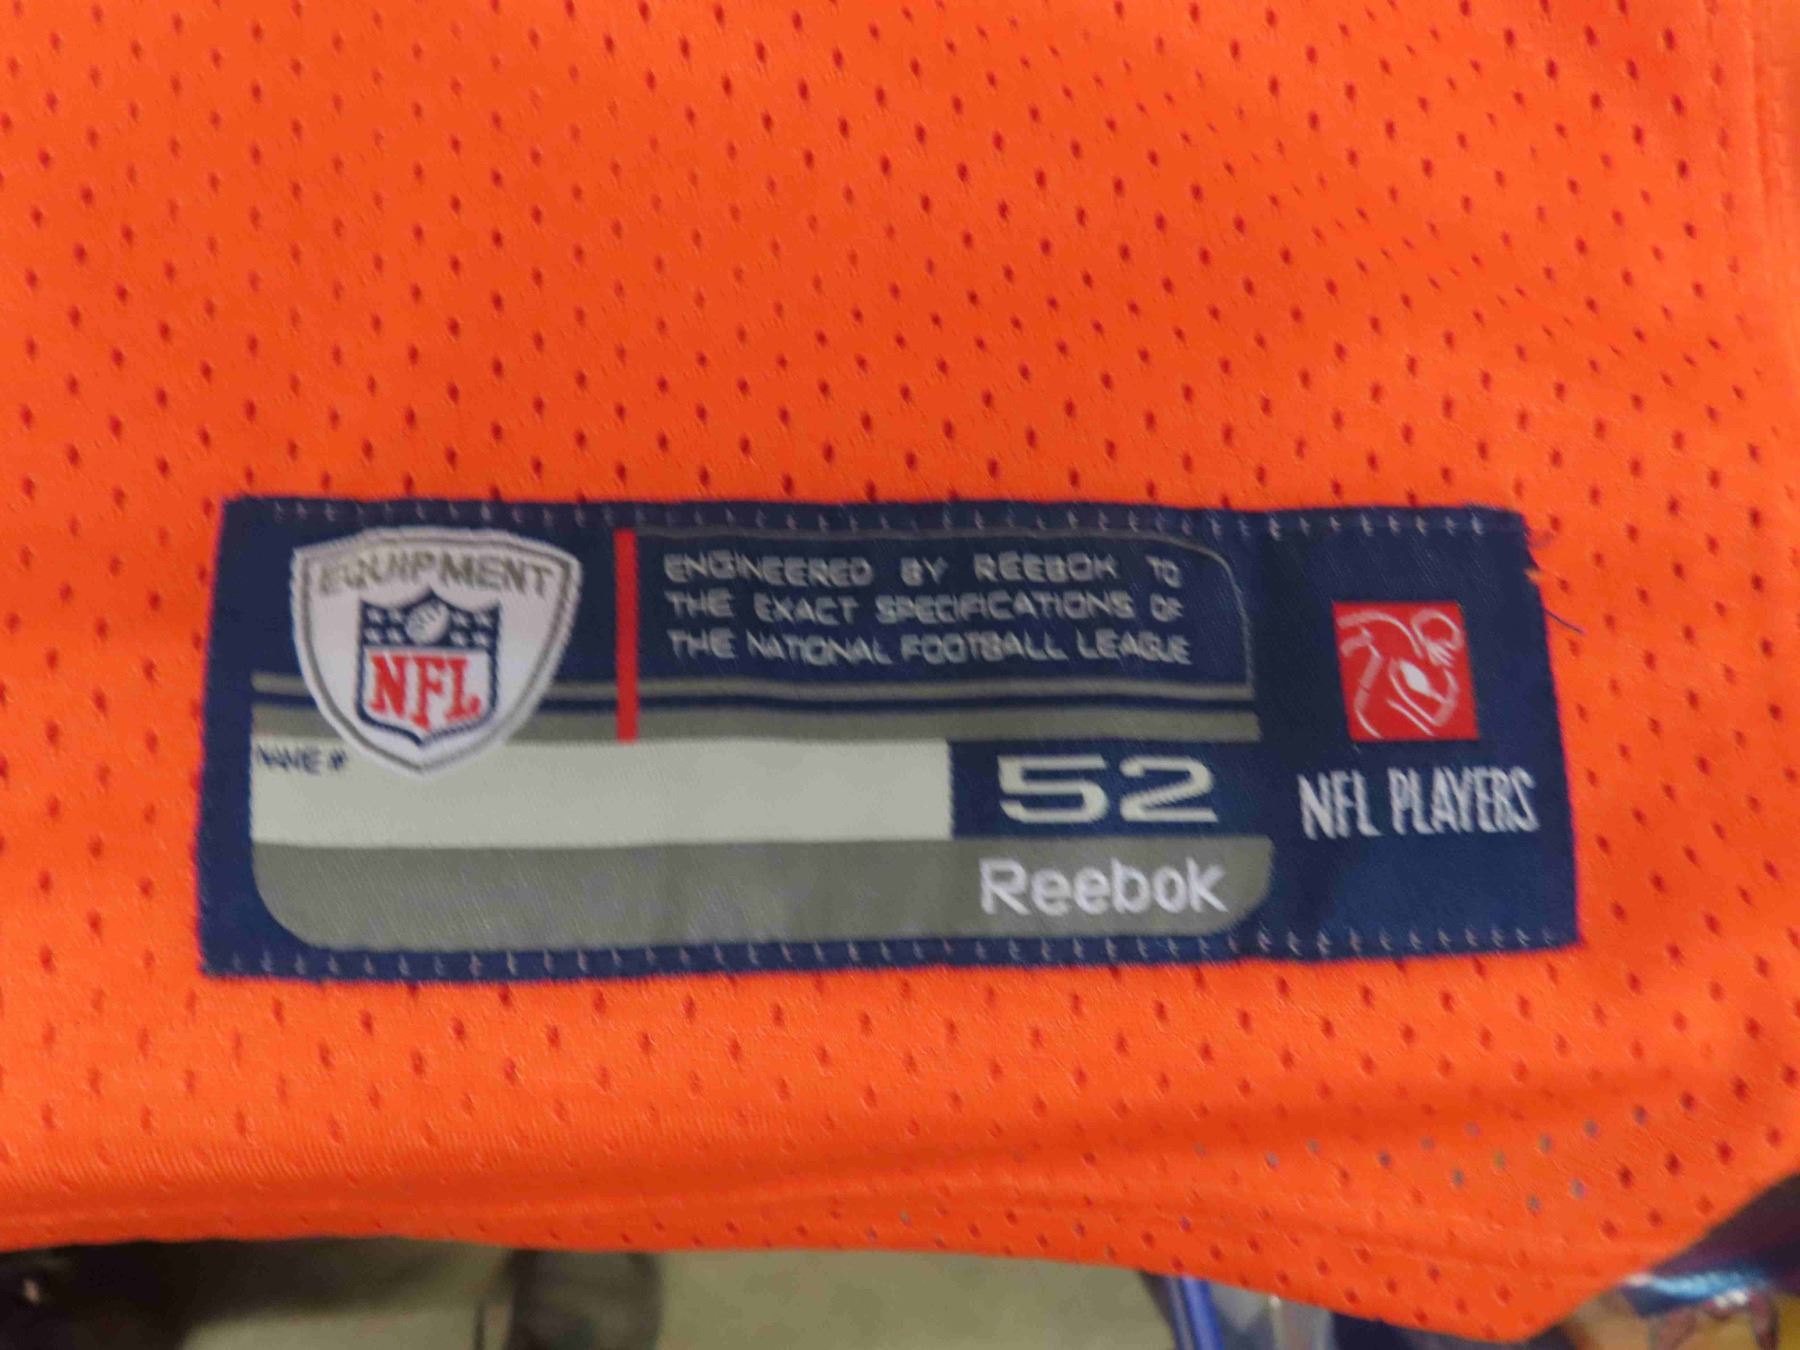 EQUIPMENT
NFL
ENGINEERED BY REEBOK TO
THE EXACT SPECIFICATIONS OF
THE NATIONAL FOOTBALL LEAGUE
NAME #
52
Reebok
NFL PLAYERS